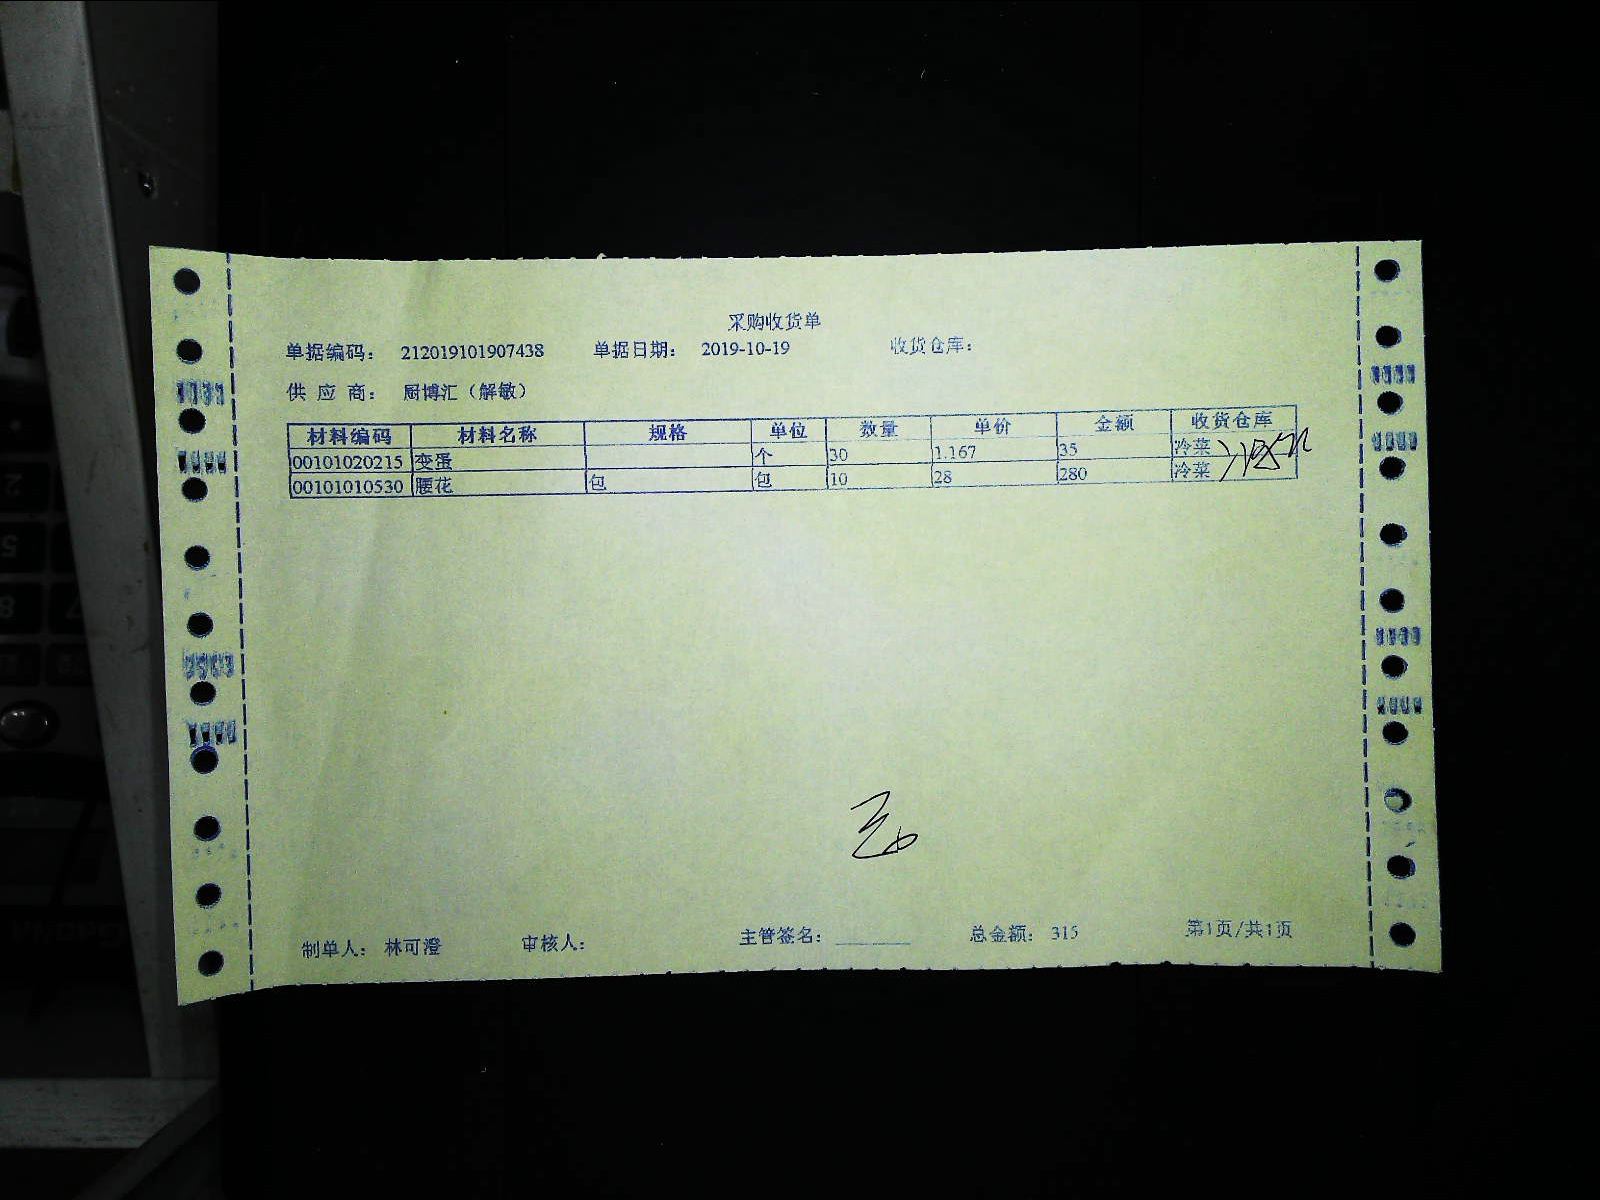 采购收货单
单据编码： 212019101907438 单据日期： 2019-10-19 收货仓库：
供 应 商： 厨博汇（解敏）
材料编码 材料名称 规格 单位 数量 单价 金额 收货仓库
00101020215 变蛋 个 30 1.167 35 冷菜
00101010530 腰花 包 包 10 28 280 冷菜
制单人： 林可澄 审核人： 主管签名： 总金额： 315 第1页/共1页